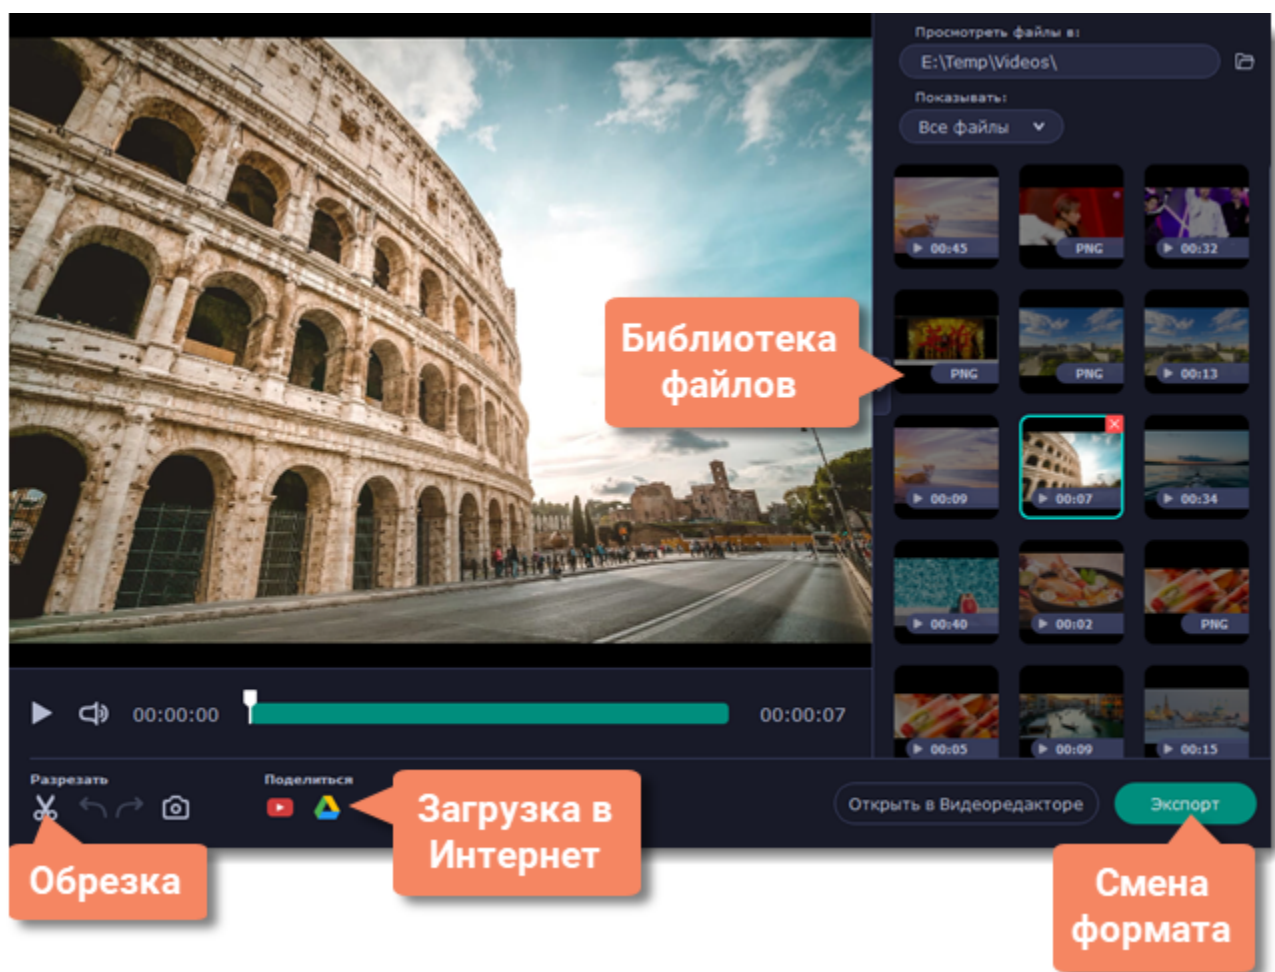 Просмотреть файлы в:
E:\Temp\Videos\
Показывать:
Все файлы
00:45
PNG
00:32
Библиотека
файлов
PNG
PNG
00:13
00:09
00:07
00:34
00:40
00:02
PNG
00:05
00:09
00:15
00:00:00
00:00:07
Разрезать
Поделиться
Открыть в Видеоредакторе
Экспорт
Обрезка
Загрузка в
Интернет
Смена
формата